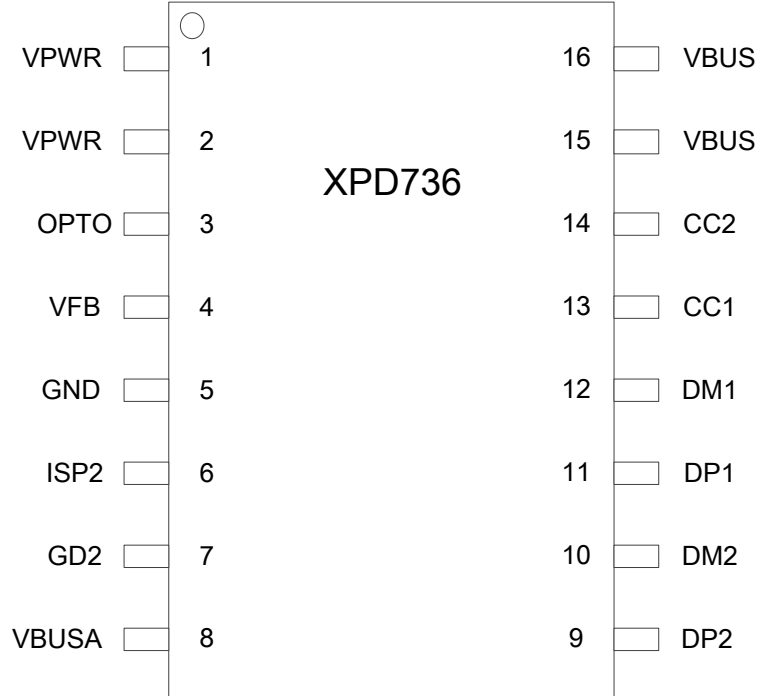 VPWR 1 16 VBUS
VPWR 2 15 VBUS
XPD736
OPTO 3 14 CC2
VFB 4 13 CC1
GND 5 12 DM1
ISP2 6 11 DP1
GD2 7 10 DM2
VBUSA 8 9 DP2